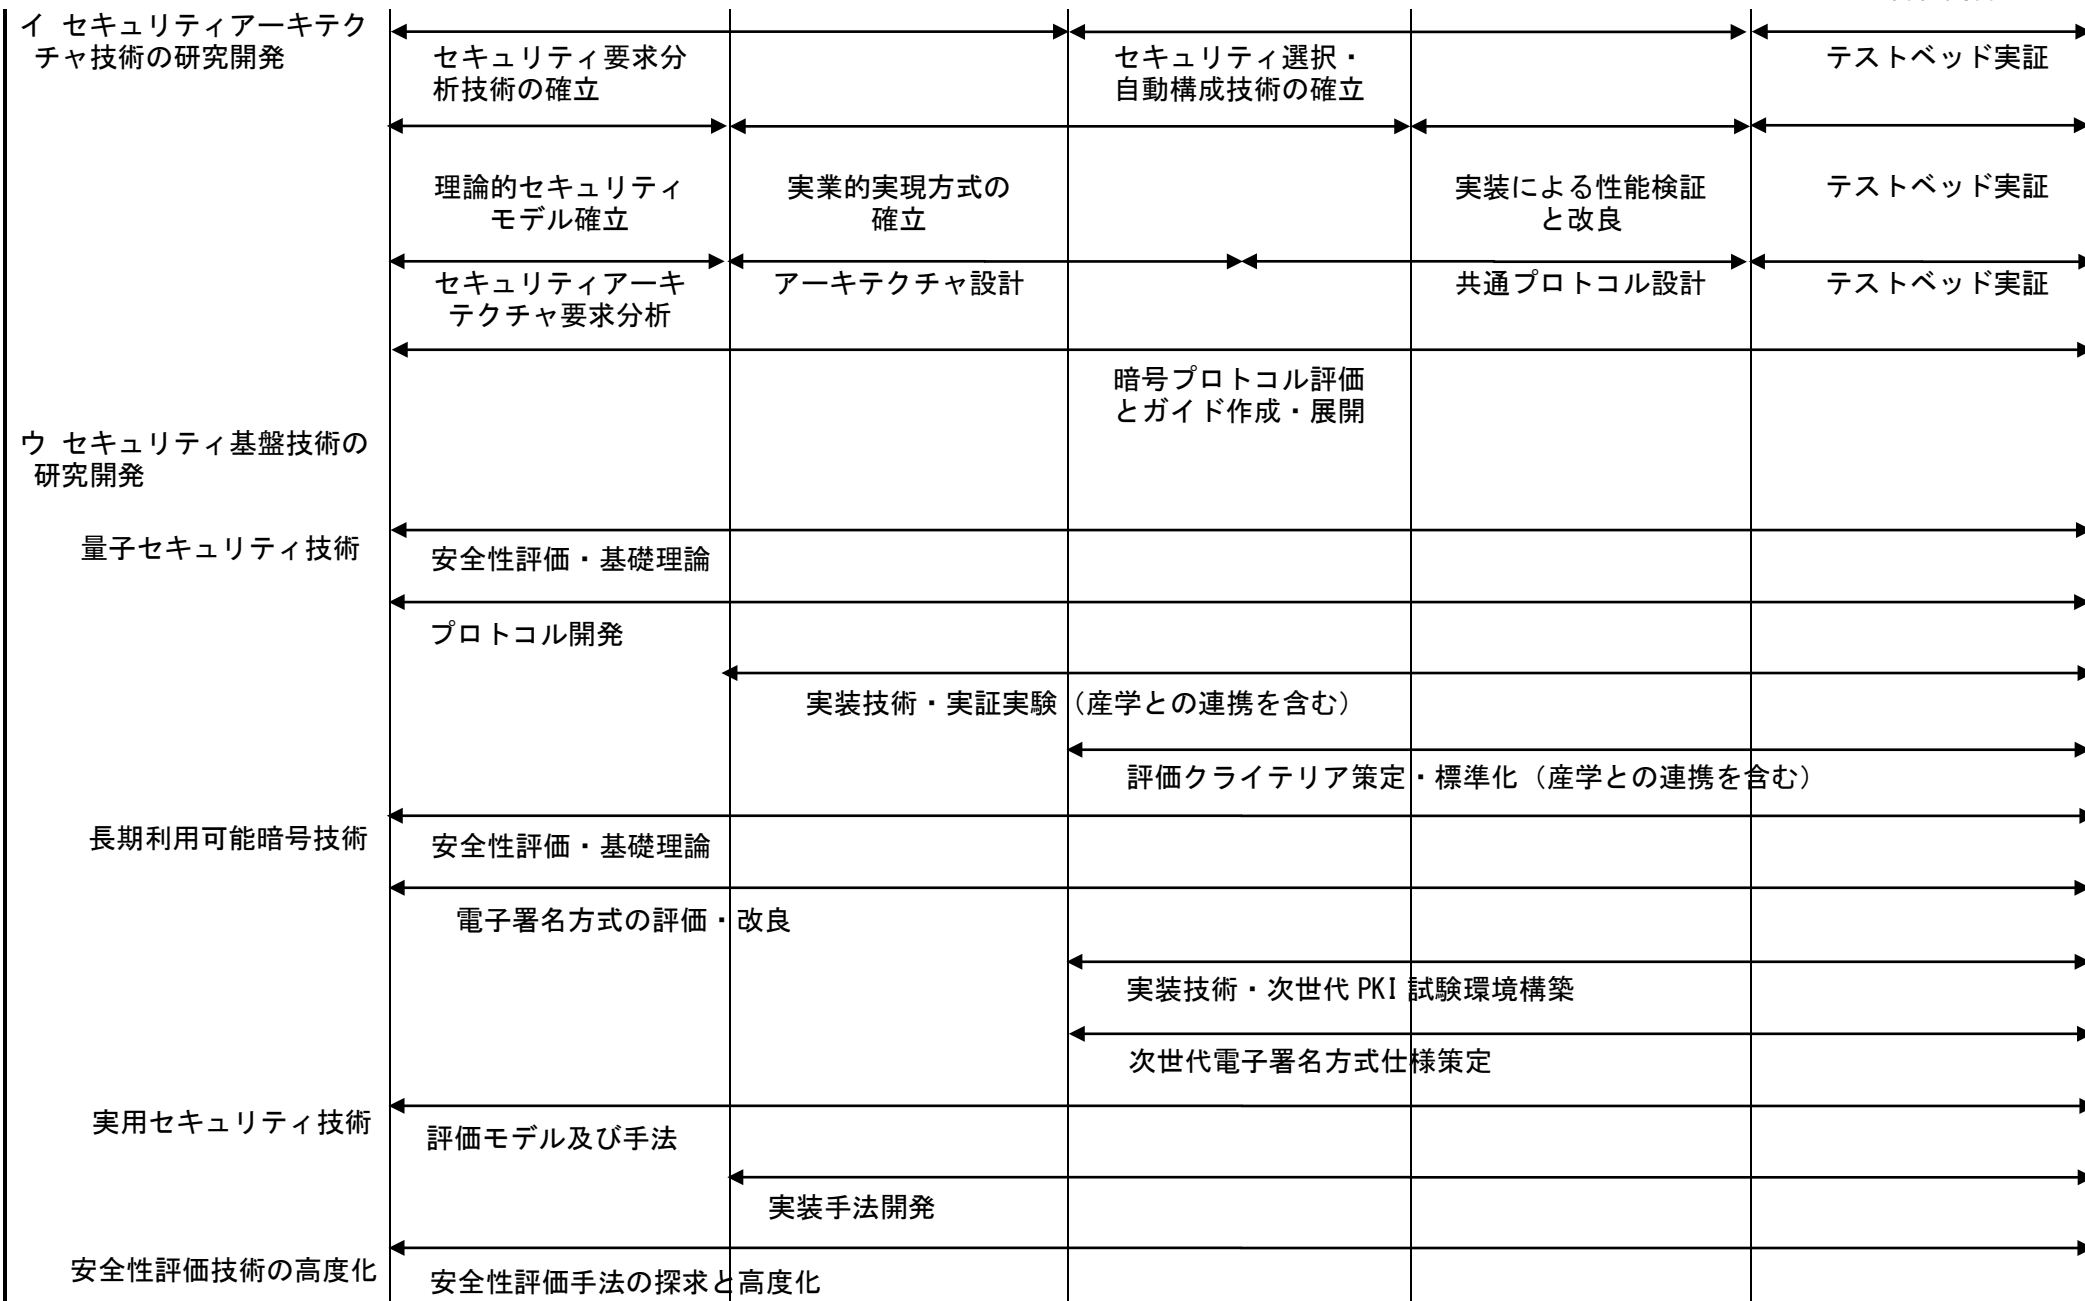 イ セキュリティアーキテク
チャ技術の研究開発
セキュリティ要求分
析技術の確立
セキュリティ選択・
自動構成技術の確立
テストベッド実証
理論的セキュリティ
モデル確立
実業的実現方式の
確立
実装による性能検証
と改良
テストベッド実証
セキュリティアーキ
テクチャ要求分析
アーキテクチャ設計
共通プロトコル設計
テストベッド実証
暗号プロトコル評価
とガイド作成・展開
ウ セキュリティ基盤技術の
研究開発
量子セキュリティ技術
安全性評価・基礎理論
プロトコル開発
実装技術・実証実験（産学との連携を含む）
評価クライテリア策定・標準化（産学との連携を含む）
長期利用可能暗号技術
安全性評価・基礎理論
電子署名方式の評価・改良
実装技術・次世代 PKI 試験環境構築
次世代電子署名方式仕様策定
実用セキュリティ技術
評価モデル及び手法
実装手法開発
安全性評価技術の高度化
安全性評価手法の探求と高度化